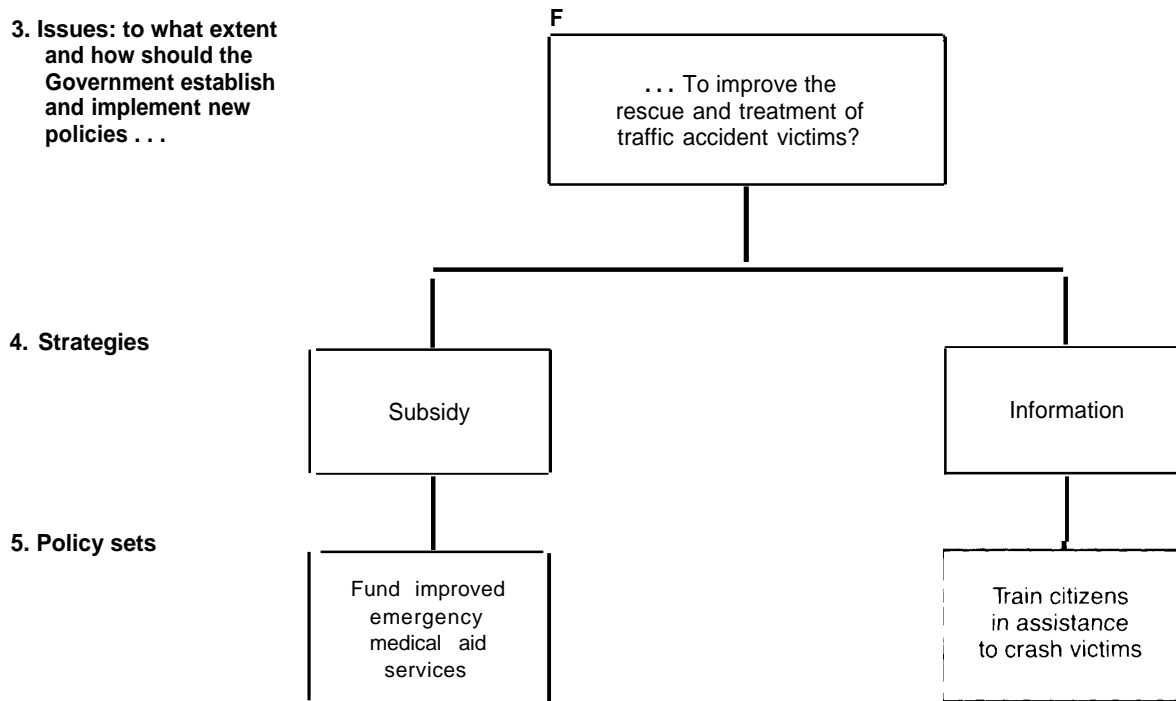 3. Issues: to what extent
and how should the
Government establish
and implement new
policies . . .
F
. . . To improve the
rescue and treatment of
traffic accident victims?
4. Strategies
Subsidy
Information
5. Policy sets
Fund improved
emergency
medical aid
services
Train citizens
in assistance
to crash victims